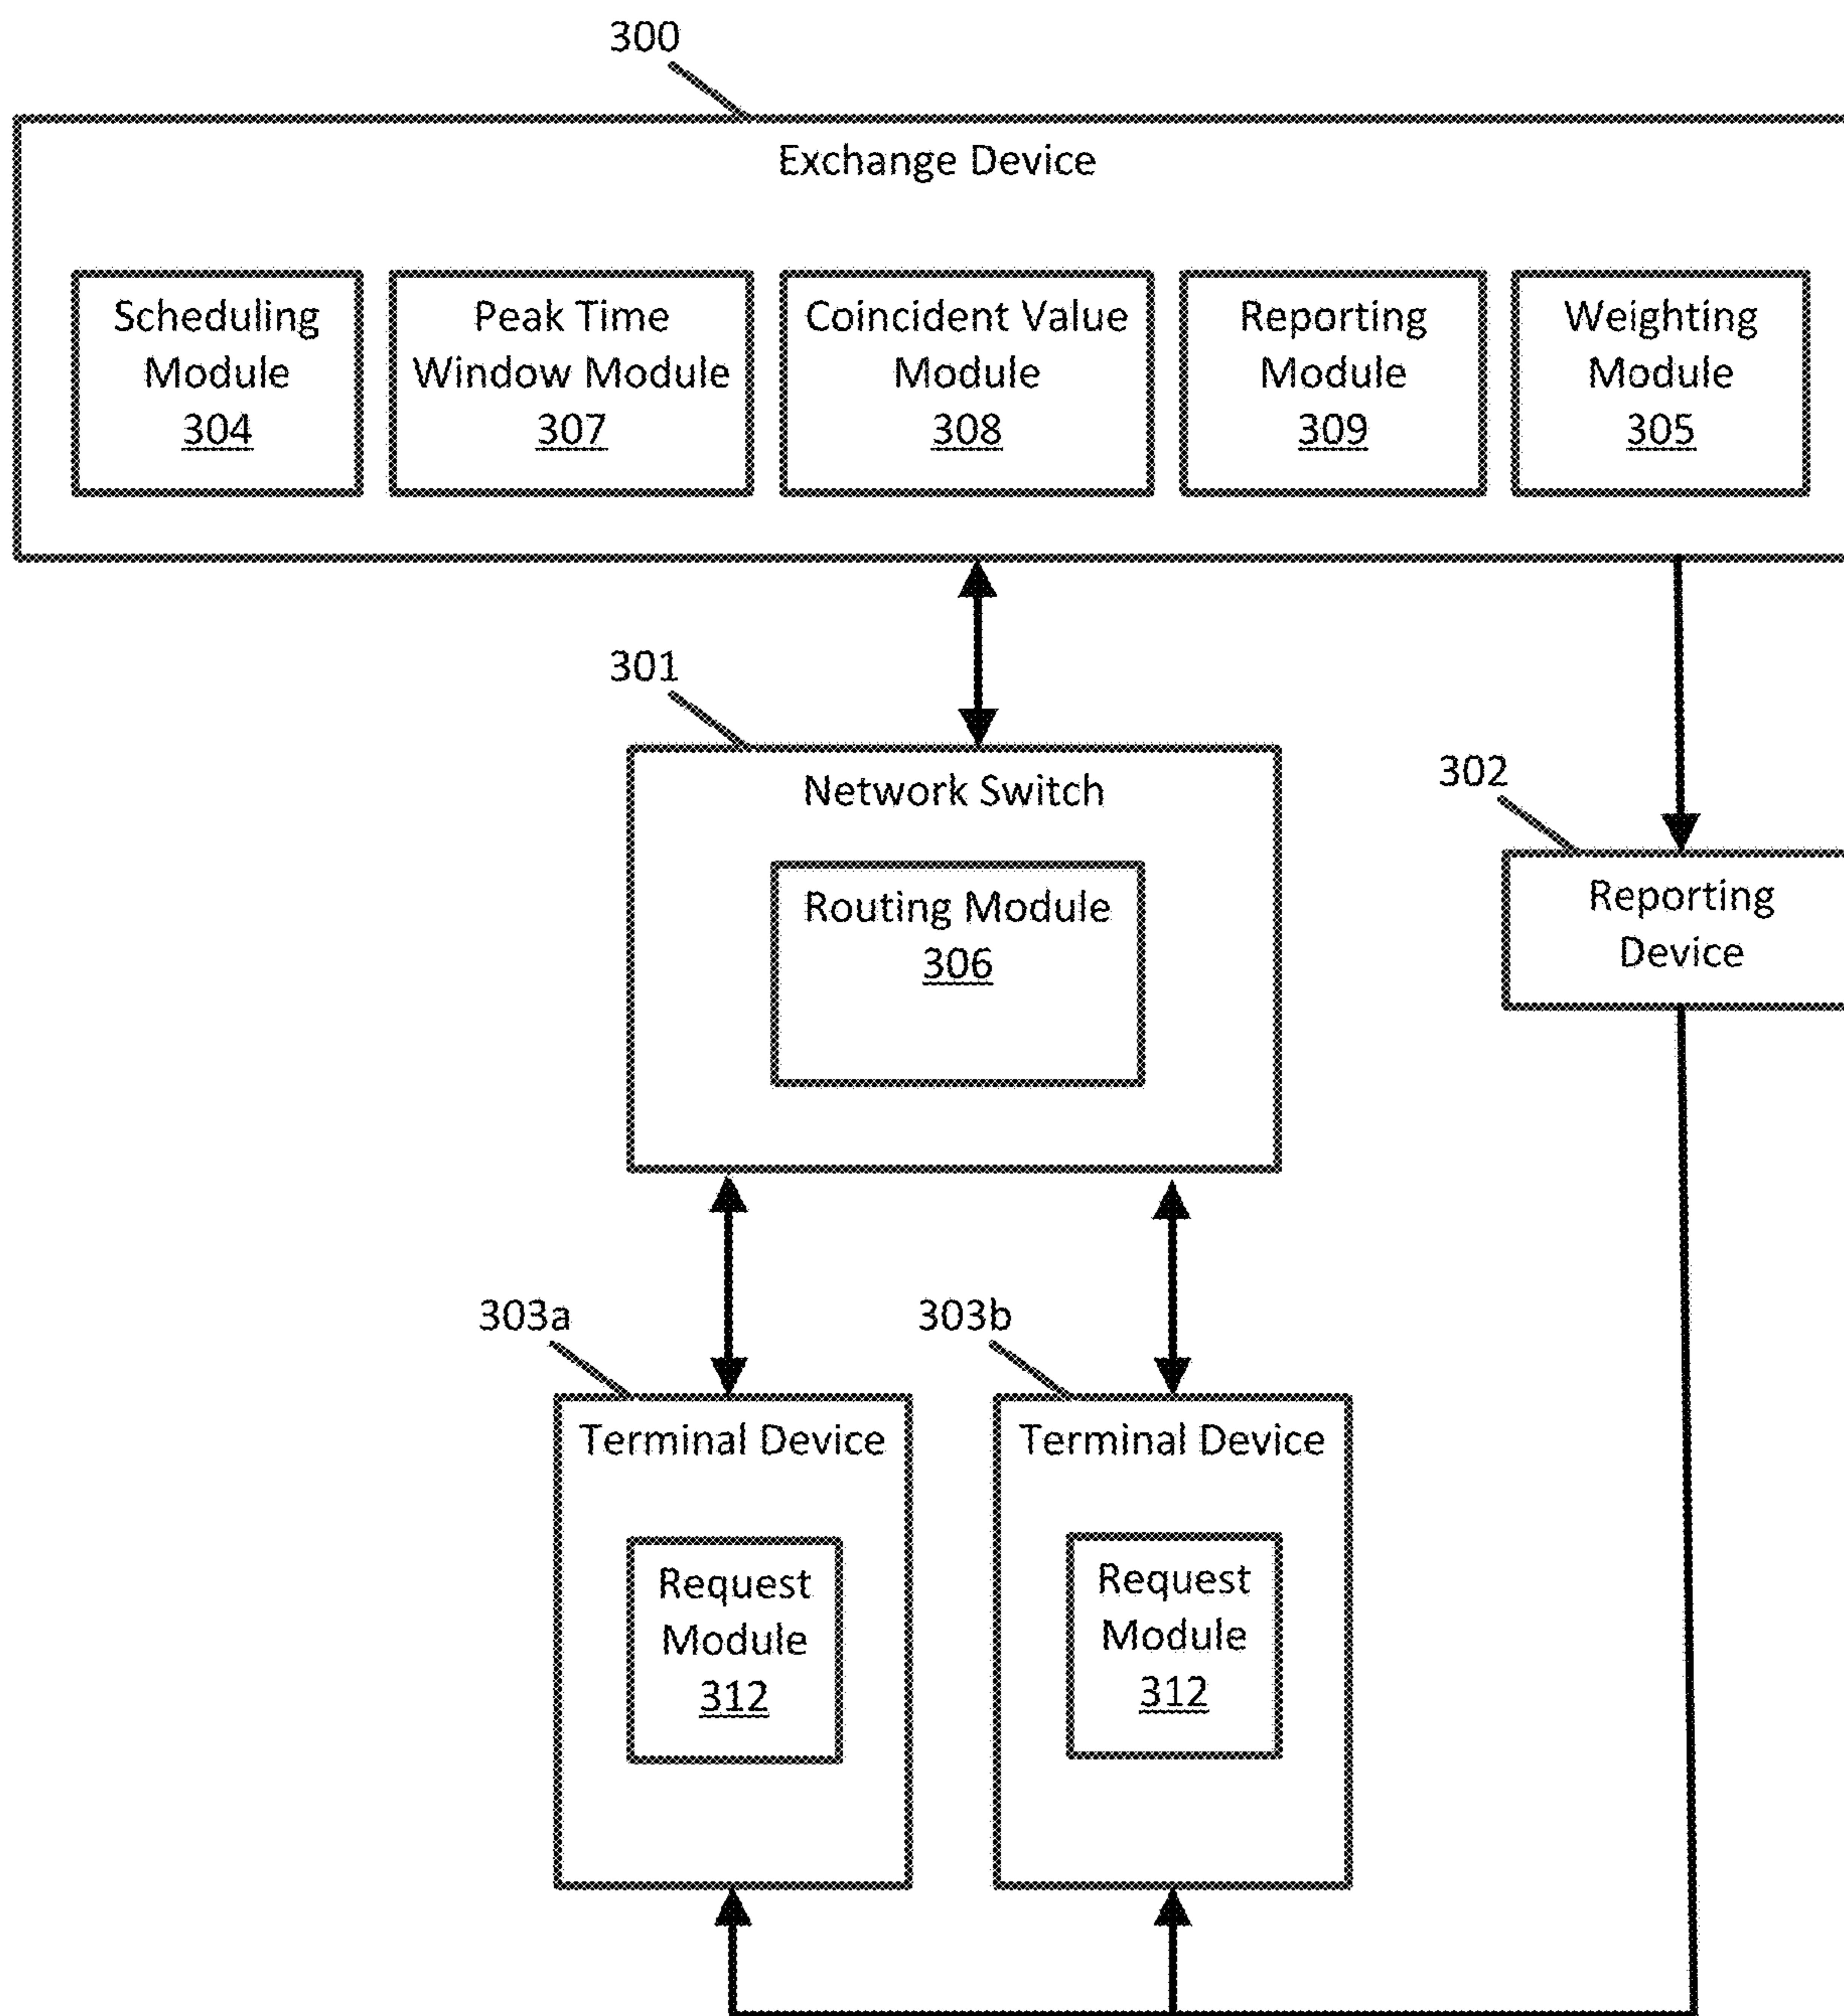 300
Exchange Device
Scheduling
Module
304
Peak Time
Window Module
307
Coincident Value
Module
308
Reporting
Module
309
Weighting
Module
305
301
Network Switch
Routing Module
306
302
Reporting
Device
303a
Terminal Device
Request
Module
312
303b
Terminal Device
Request
Module
312